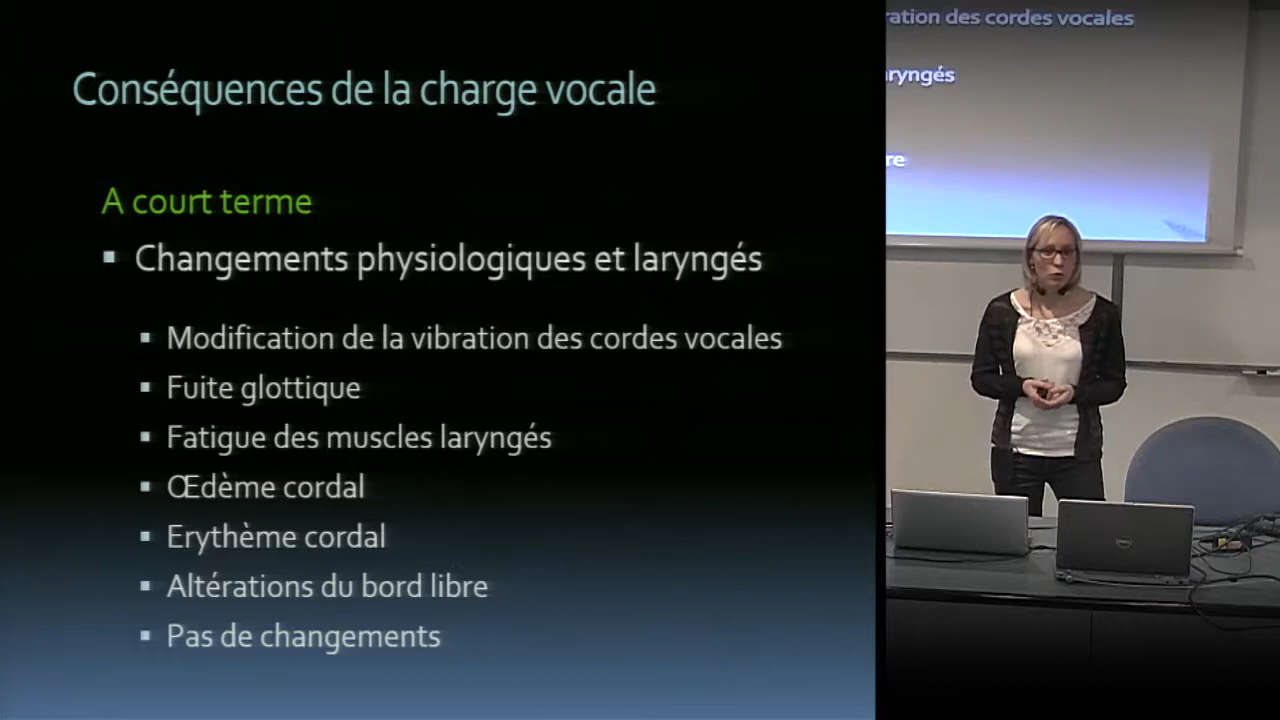 Conséquences de la charge vocale
A court terme
Changements physiologiques et laryngés
Modification de la vibration des cordes vocales
Fuite glottique
Fatigue des muscles laryngés
Œdème cordal
Erythème cordal
Altérations du bord libre
Pas de changements
ration des cordes vocales
aryngés
re
DELL